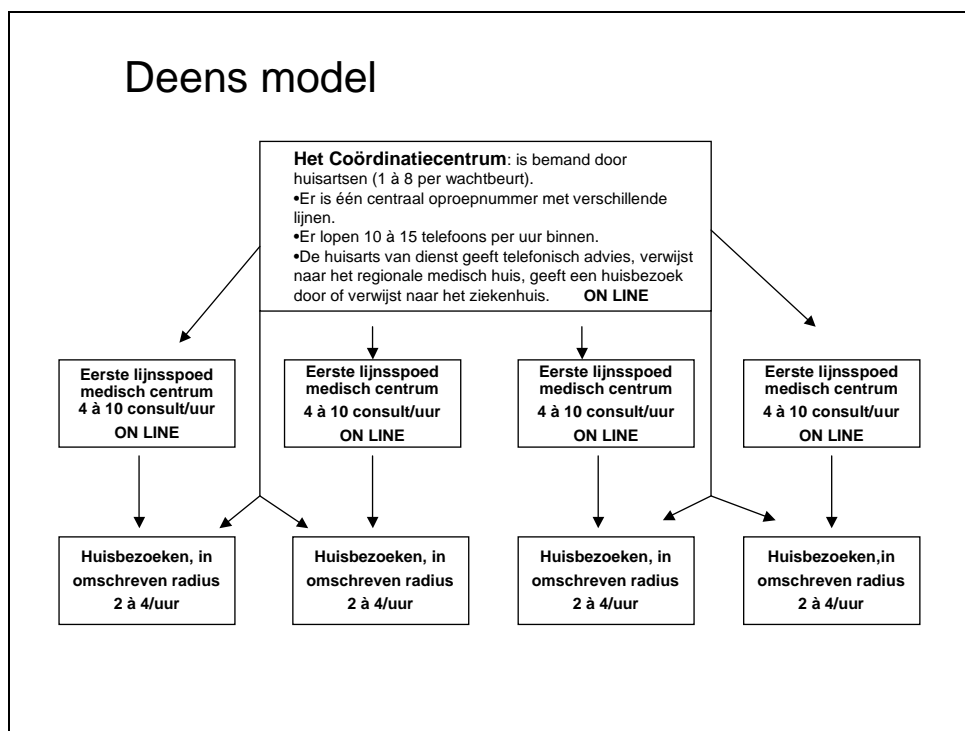 Deens model
Het Coördinatiecentrum: is bemand door
huisartsen (1 à 8 per wachtbeurt).
•Er is één centraal oproepnummer met verschillende
lijnen.
•Er lopen 10 à 15 telefoons per uur binnen.
•De huisarts van dienst geeft telefonisch advies, verwijst
naar het regionale medisch huis, geeft een huisbezoek
door of verwijst naar het ziekenhuis. ON LINE
Eerste lijnsspoed
medisch centrum
4 à 10 consult/uur
ON LINE
Eerste lijnsspoed
medisch centrum
4 à 10 consult/uur
ON LINE
Eerste lijnsspoed
medisch centrum
4 à 10 consult/uur
ON LINE
Eerste lijnsspoed
medisch centrum
4 à 10 consult/uur
ON LINE
Huisbezoeken, in
omschreven radius
2 à 4/uur
Huisbezoeken, in
omschreven radius
2 à 4/uur
Huisbezoeken, in
omschreven radius
2 à 4/uur
Huisbezoeken,in
omschreven radius
2 à 4/uur